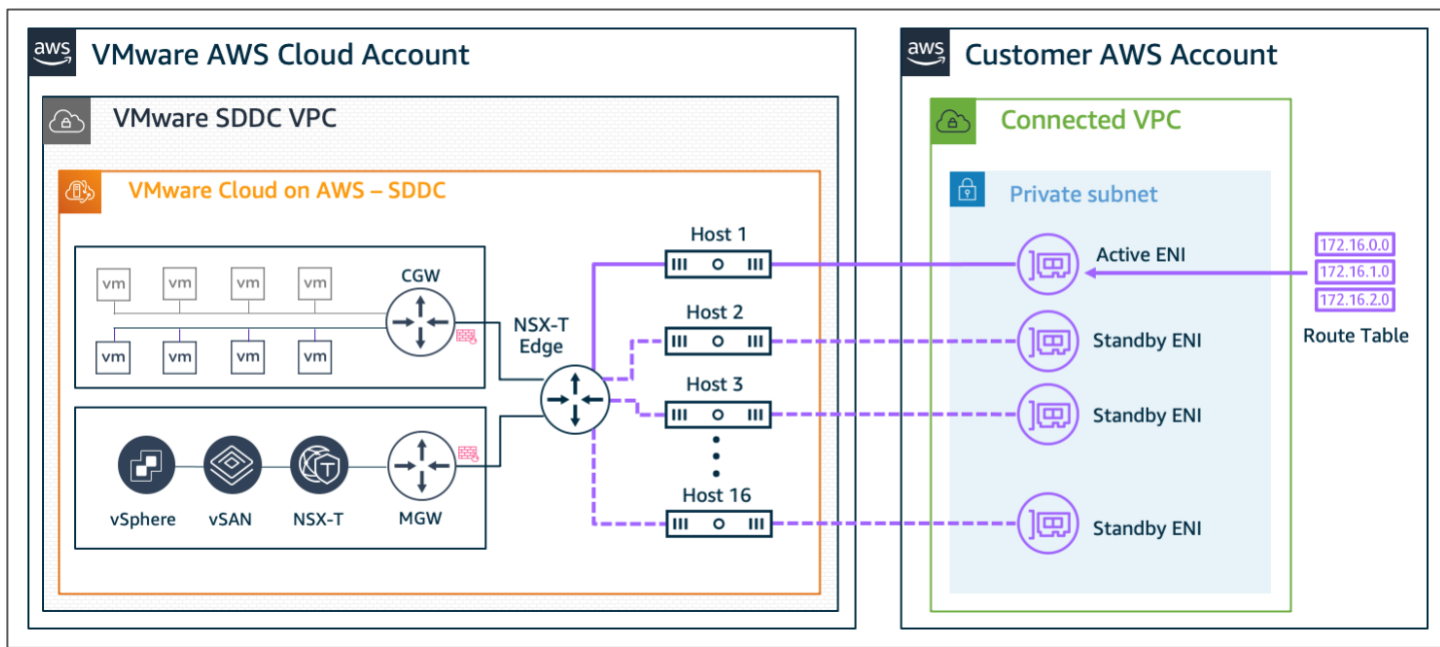 aws
VMware AWS Cloud Account
VMware SDDC VPC
VMware Cloud on AWS – SDDC
vm vm vm vm
CGW
vm vm vm vm
vSphere vSAN NSX-T MGW
T
NSX-T
Edge
Host 1
Host 2
Host 3
Host 16
aws
Customer AWS Account
Connected VPC
Private subnet
Active ENI
Standby ENI
Standby ENI
Standby ENI
172.16.0.0
172.16.1.0
172.16.2.0
Route Table